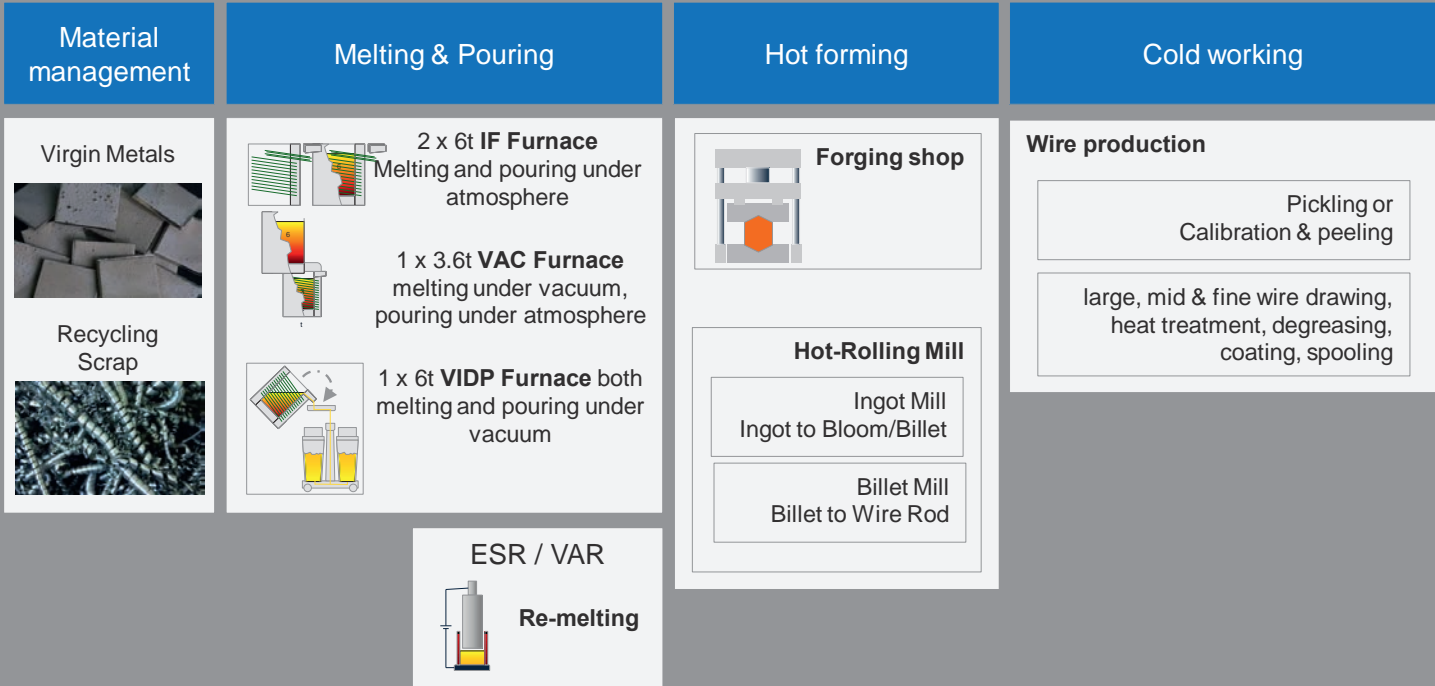 Material
management
Melting & Pouring
Hot forming
Cold working
Virgin Metals
Recycling
Scrap
2 x 6t IF Furnace
Melting and pouring under
atmosphere
6
6
1 x 3.6t VAC Furnace
melting under vacuum,
pouring under atmosphere
t
1 x 6t VIDP Furnace both
melting and pouring under
vacuum
ESR / VAR
Re-melting
Forging shop
Hot-Rolling Mill
Ingot Mill
Ingot to Bloom/Billet
Billet Mill
Billet to Wire Rod
Wire production
Pickling or
Calibration & peeling
large, mid & fine wire drawing,
heat treatment, degreasing,
coating, spooling